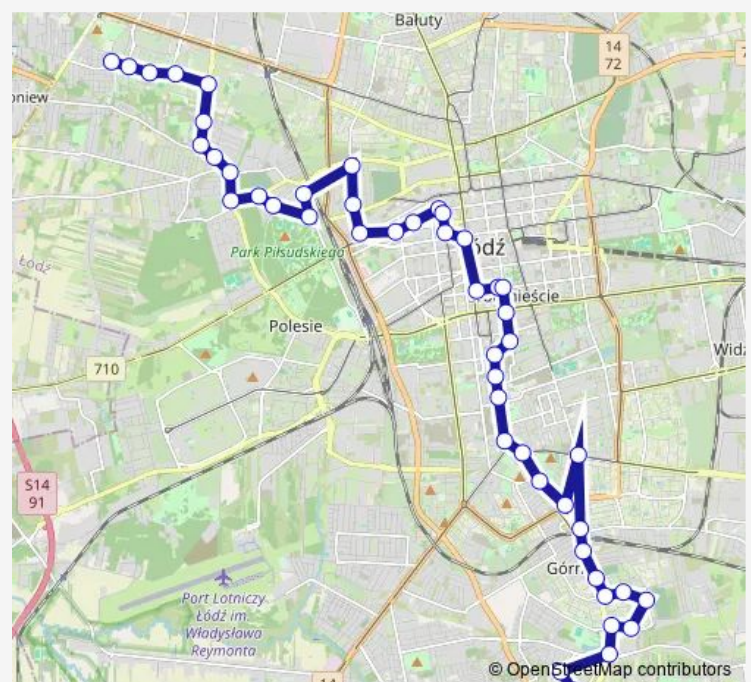 Bałuty
14
72
Łódź
Park Piłsudskiego
Polesie
710
S14
91
Port Lotniczy
Łódź im.
Władysława
Reymonta
14
© OpenStreetMap contributors